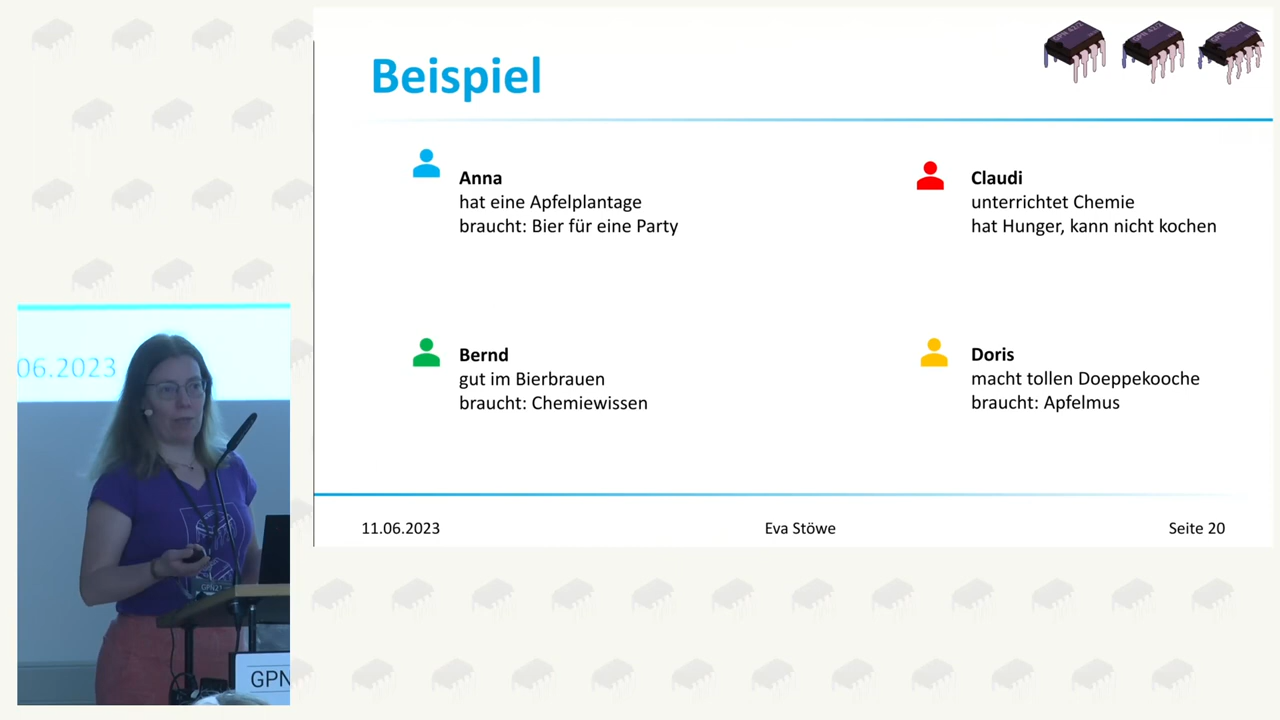 Beispiel
Anna
hat eine Apfelplantage
braucht: Bier für eine Party
Claudi
unterrichtet Chemie
hat Hunger, kann nicht kochen
Bernd
gut im Bierbrauen
braucht: Chemiewissen
Doris
macht tollen Doeppekooche
braucht: Apfelmus
11.06.2023
Eva Stöwe
Seite 20
06.2023
GPN